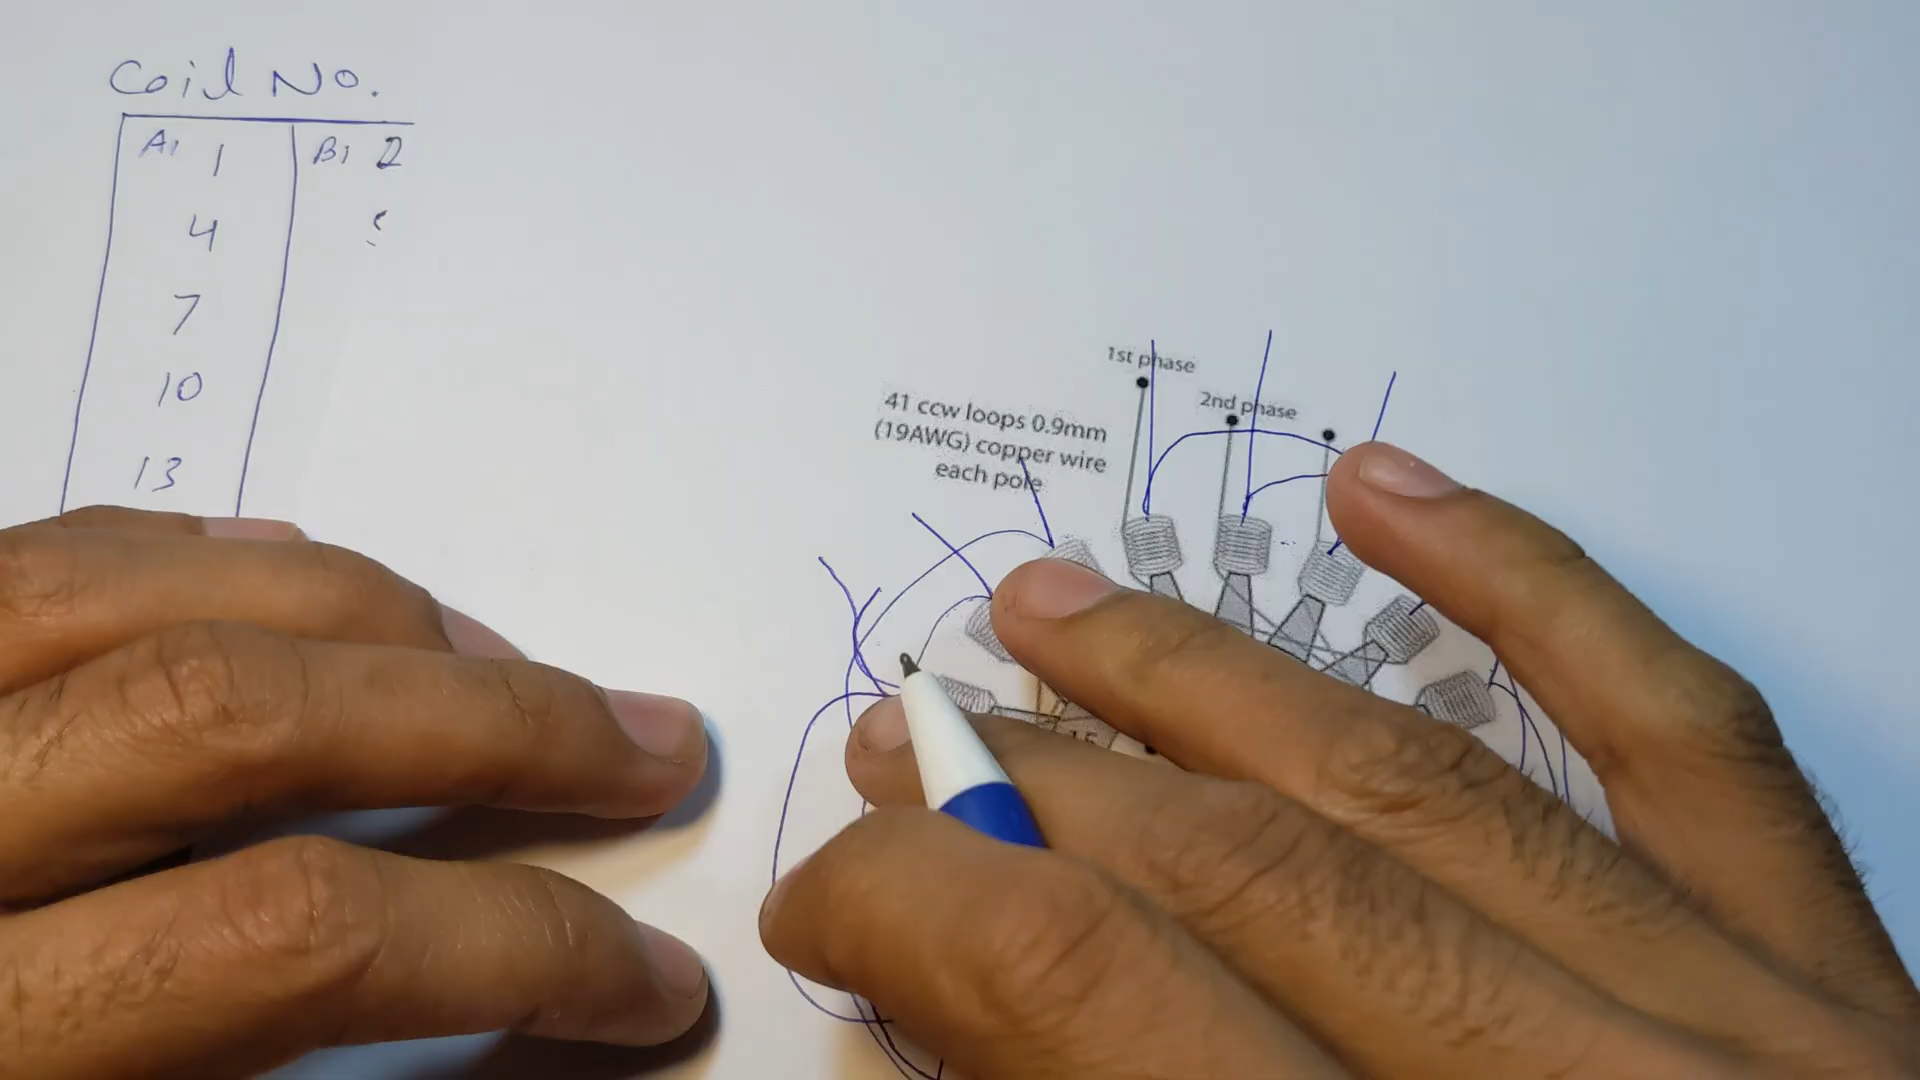 Coil No.
A1 1 B1 2
4
7
10
13
1st phase
2nd phase
41 ccw loops 0.9mm
(19AWG) copper wire
each pole
15